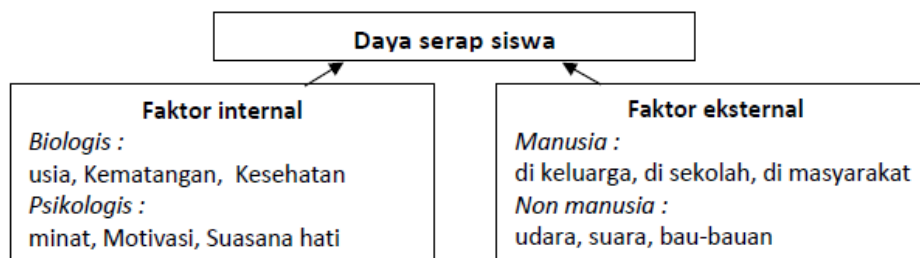 Daya serap siswa
Faktor internal
Biologis :
usia, Kematangan, Kesehatan
Psikologis :
minat, Motivasi, Suasana hati
Faktor eksternal
Manusia :
di keluarga, di sekolah, di masyarakat
Non manusia :
udara, suara, bau-bauan